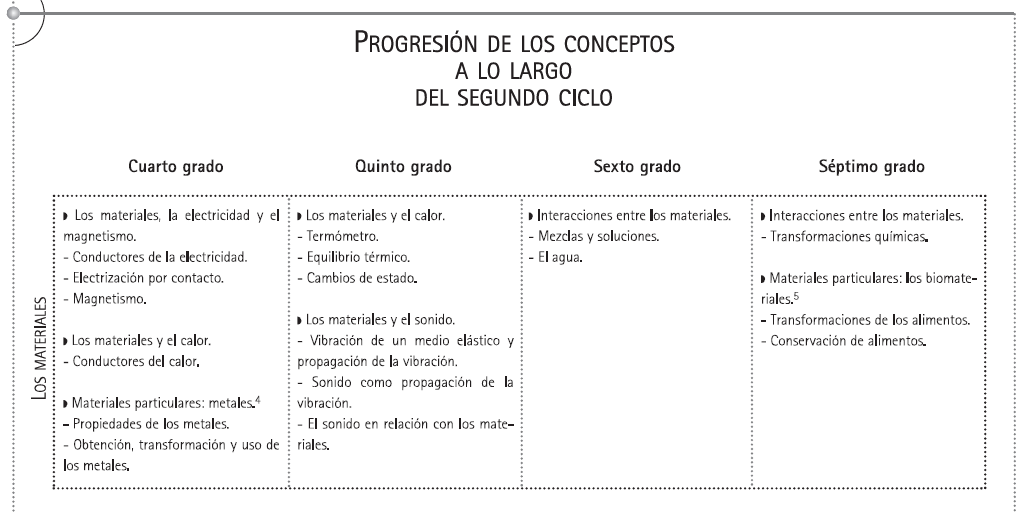 PROGRESIÓN DE LOS CONCEPTOS
A LO LARGO
DEL SEGUNDO CICLO
Cuarto grado
Quinto grado
Sexto grado
Séptimo grado
LOS MATERIALES
◗ Los materiales, la electricidad y el
magnetismo.
- Conductores de la electricidad.
- Electrización por contacto.
- Magnetismo.
◗ Los materiales y el calor.
- Conductores del calor.
◗ Materiales particulares: metales.4
- Propiedades de los metales.
- Obtención, transformación y uso de
los metales.
◗ Los materiales y el calor.
- Termómetro.
- Equilibrio térmico.
- Cambios de estado.
◗ Los materiales y el sonido.
- Vibración de un medio elástico y
propagación de la vibración.
- Sonido como propagación de la
vibración.
- El sonido en relación con los mate-
riales.
◗ Interacciones entre los materiales.
- Mezclas y soluciones.
- El agua.
◗ Interacciones entre los materiales.
- Transformaciones químicas.
◗ Materiales particulares: los biomate-
riales.5
- Transformaciones de los alimentos.
- Conservación de alimentos.